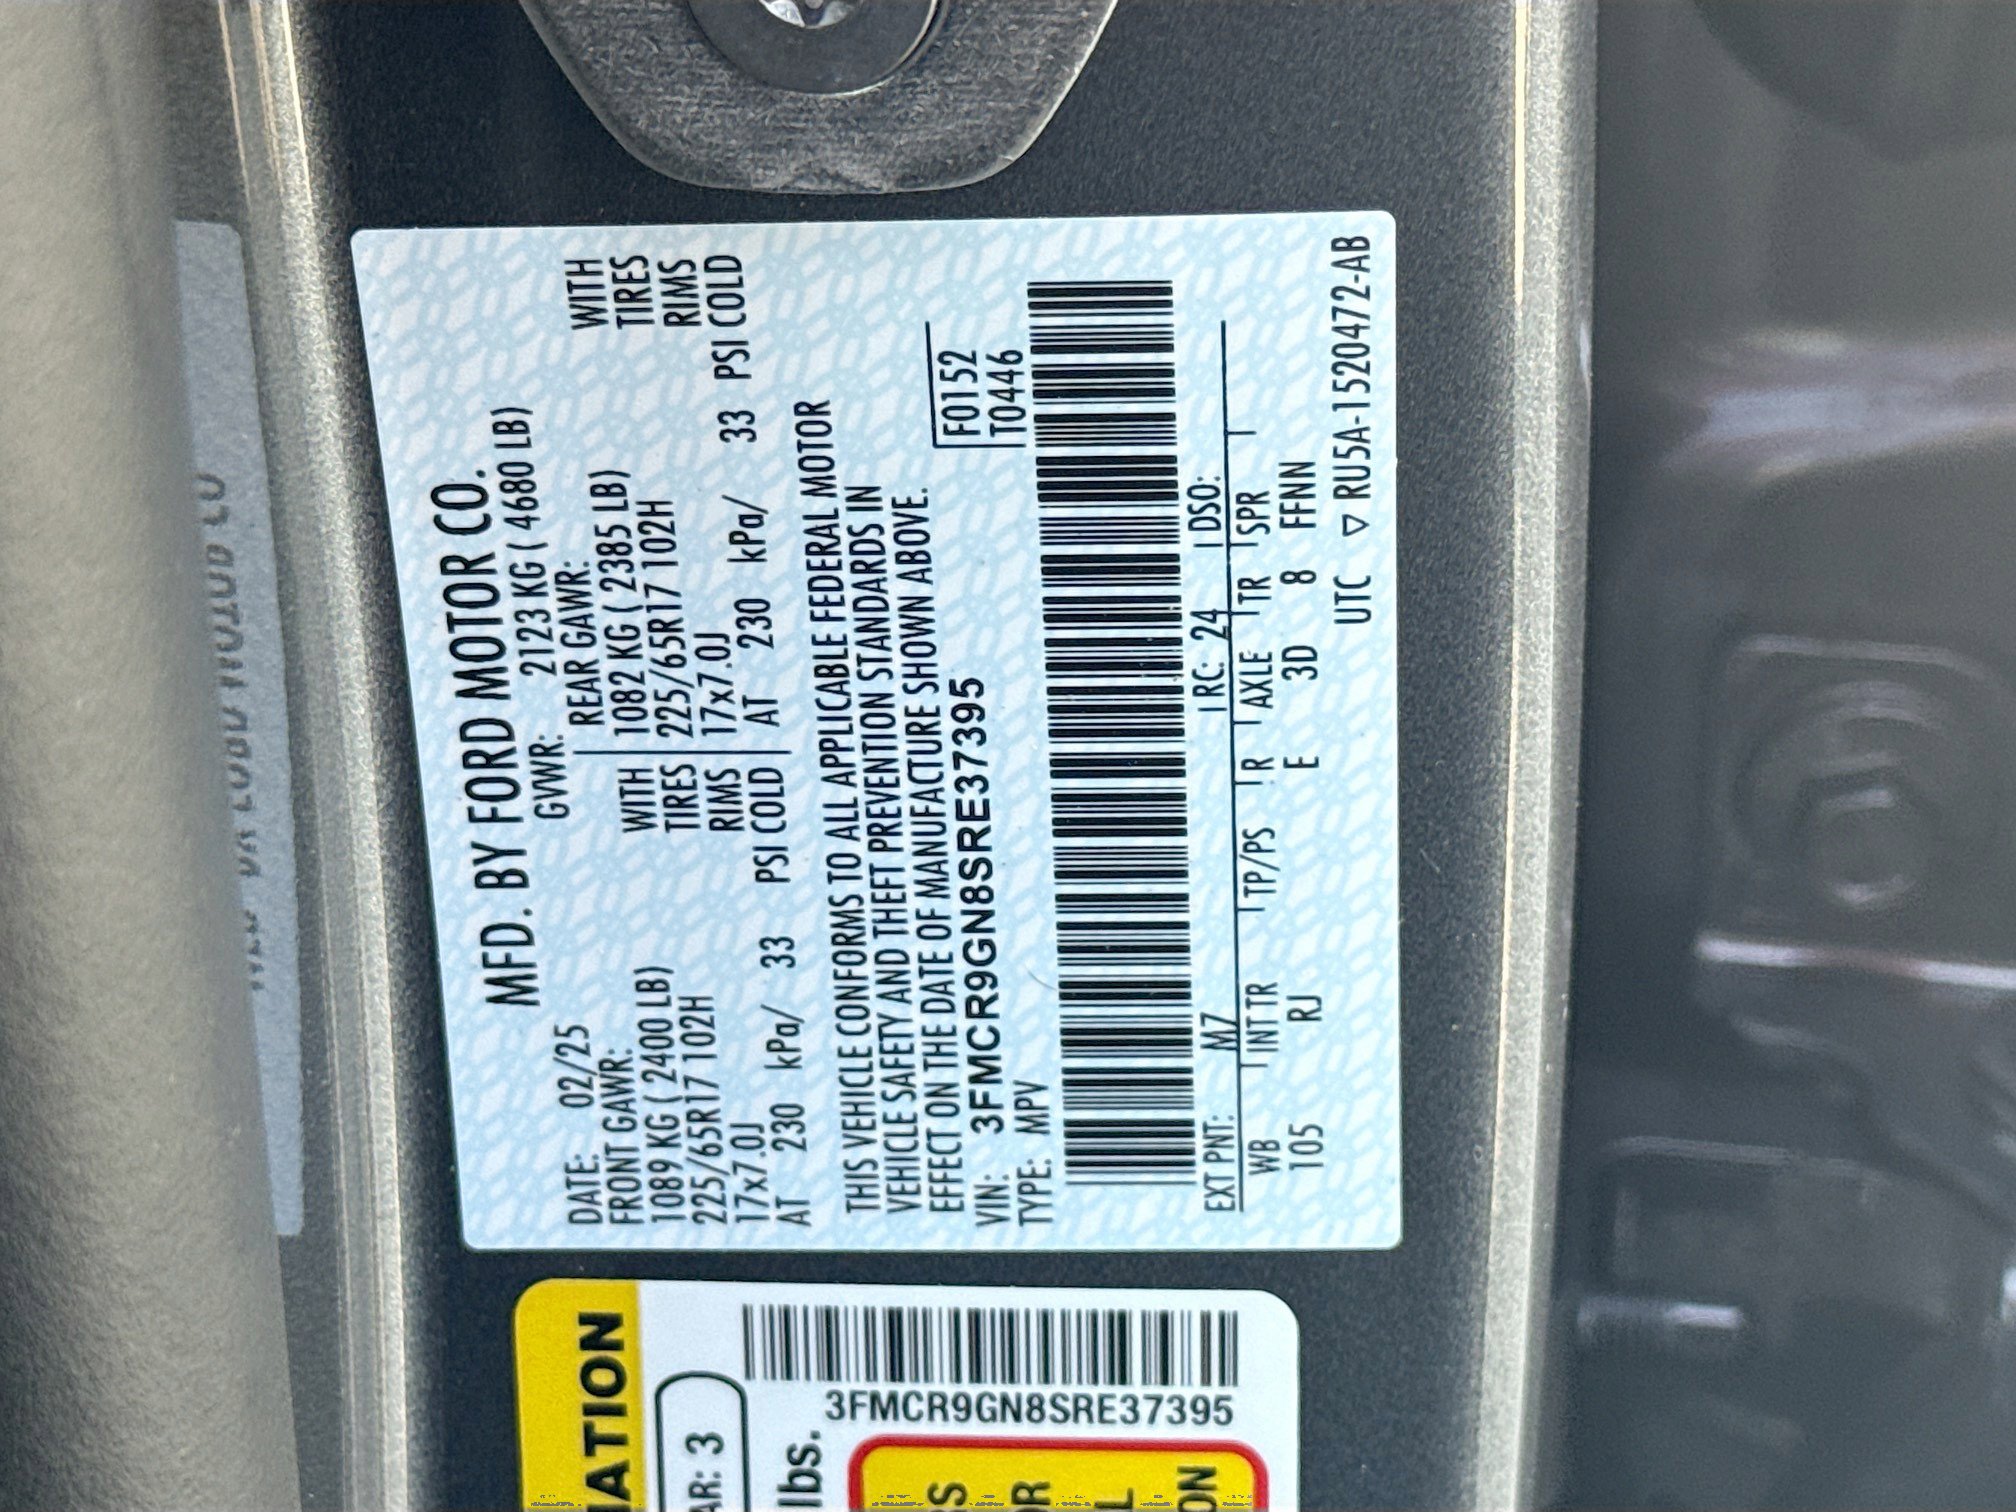 MFD. BY FORD MOTOR CO.
DATE: 02/25 GVWR: 2123 KG ( 4680 LB)
FRONT GAWR: REAR GAWR:
1089 KG ( 2400 LB) WITH 1082 KG ( 2385 LB) WITH
225/65R17 102H TIRES 225/65R17 102H TIRES
17x7.0J RIMS 17x7.0J RIMS
AT 230 kPa/ 33 PSI COLD AT 230 kPa/ 33 PSI COLD
THIS VEHICLE CONFORMS TO ALL APPLICABLE FEDERAL MOTOR
VEHICLE SAFETY AND THEFT PREVENTION STANDARDS IN
EFFECT ON THE DATE OF MANUFACTURE SHOWN ABOVE.
VIN: 3FMCR9GN8SRE37395 F0152
TYPE: MPV T0446
EXT PNT: M7 RC: 24 DSO:
WB INT TR TP/PS R AXLE TR SPR
105 RJ E 3D 8 FFNN
UTC ▽ RU5A-1520472-AB
3FMCR9GN8SRE37395
AR: 3
lbs.